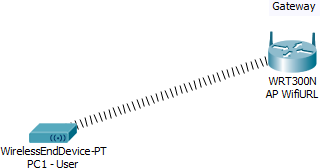 Gateway
WRT300N
AP WifiURL
WirelessEndDevice-PT
PC1 - User